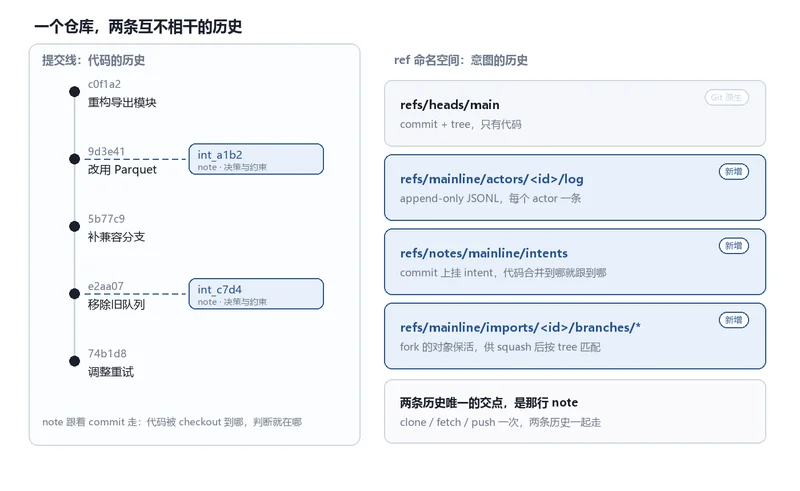 一个仓库，两条互不相干的历史
提交线：代码的历史
c0f1a2
重构导出模块
9d3e41
改用 Parquet
int_a1b2
note · 决策与约束
5b77c9
补兼容分支
e2aa07
移除旧队列
int_c7d4
note · 决策与约束
74b1d8
调整重试
note 跟着 commit 走：代码被 checkout 到哪，判断就在哪
ref 命名空间：意图的历史
refs/heads/main
Git 原生
commit + tree，只有代码
refs/mainline/actors/<id>/log
新增
append-only JSONL，每个 actor 一条
refs/notes/mainline/intents
新增
commit 上挂 intent，代码合并到哪就跟到哪
refs/mainline/imports/<id>/branches/*
新增
fork 的对象保活，供 squash 后按 tree 匹配
两条历史唯一的交点，是那行 note
clone / fetch / push 一次，两条历史一起走